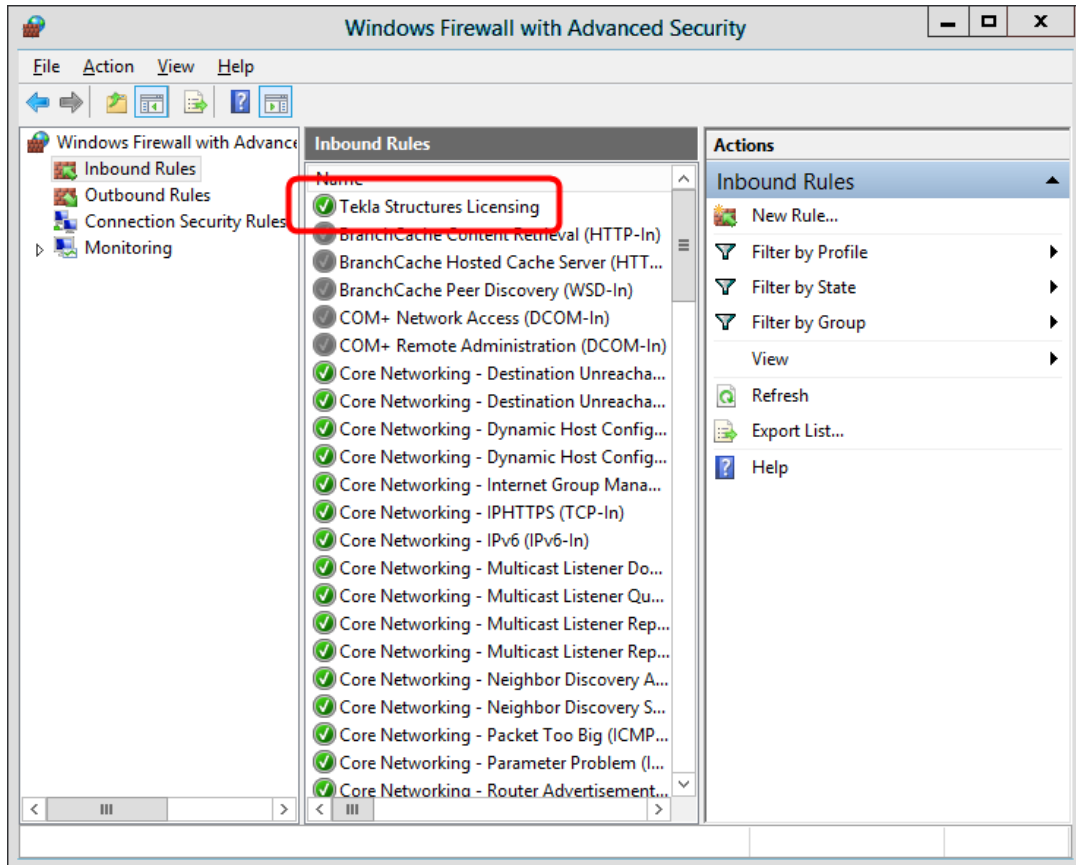 Windows Firewall with Advanced Security
File Action View Help
Windows Firewall with Advance
Inbound Rules
Outbound Rules
Connection Security Rules
Monitoring
Inbound Rules
Name
Tekla Structures Licensing
BranchCache Content Retrieval (HTTP-In)
BranchCache Hosted Cache Server (HTT...
BranchCache Peer Discovery (WSD-In)
COM+ Network Access (DCOM-In)
COM+ Remote Administration (DCOM-In)
Core Networking - Destination Unreacha...
Core Networking - Destination Unreacha...
Core Networking - Dynamic Host Config...
Core Networking - Dynamic Host Config...
Core Networking - Internet Group Mana...
Core Networking - IPHTTPS (TCP-In)
Core Networking - IPv6 (IPv6-In)
Core Networking - Multicast Listener Do...
Core Networking - Multicast Listener Qu...
Core Networking - Multicast Listener Rep...
Core Networking - Multicast Listener Rep...
Core Networking - Neighbor Discovery A...
Core Networking - Neighbor Discovery S...
Core Networking - Packet Too Big (ICMP...
Core Networking - Parameter Problem (I...
Core Networking - Router Advertisement...
Actions
Inbound Rules
New Rule...
Filter by Profile
Filter by State
Filter by Group
View
Refresh
Export List...
Help